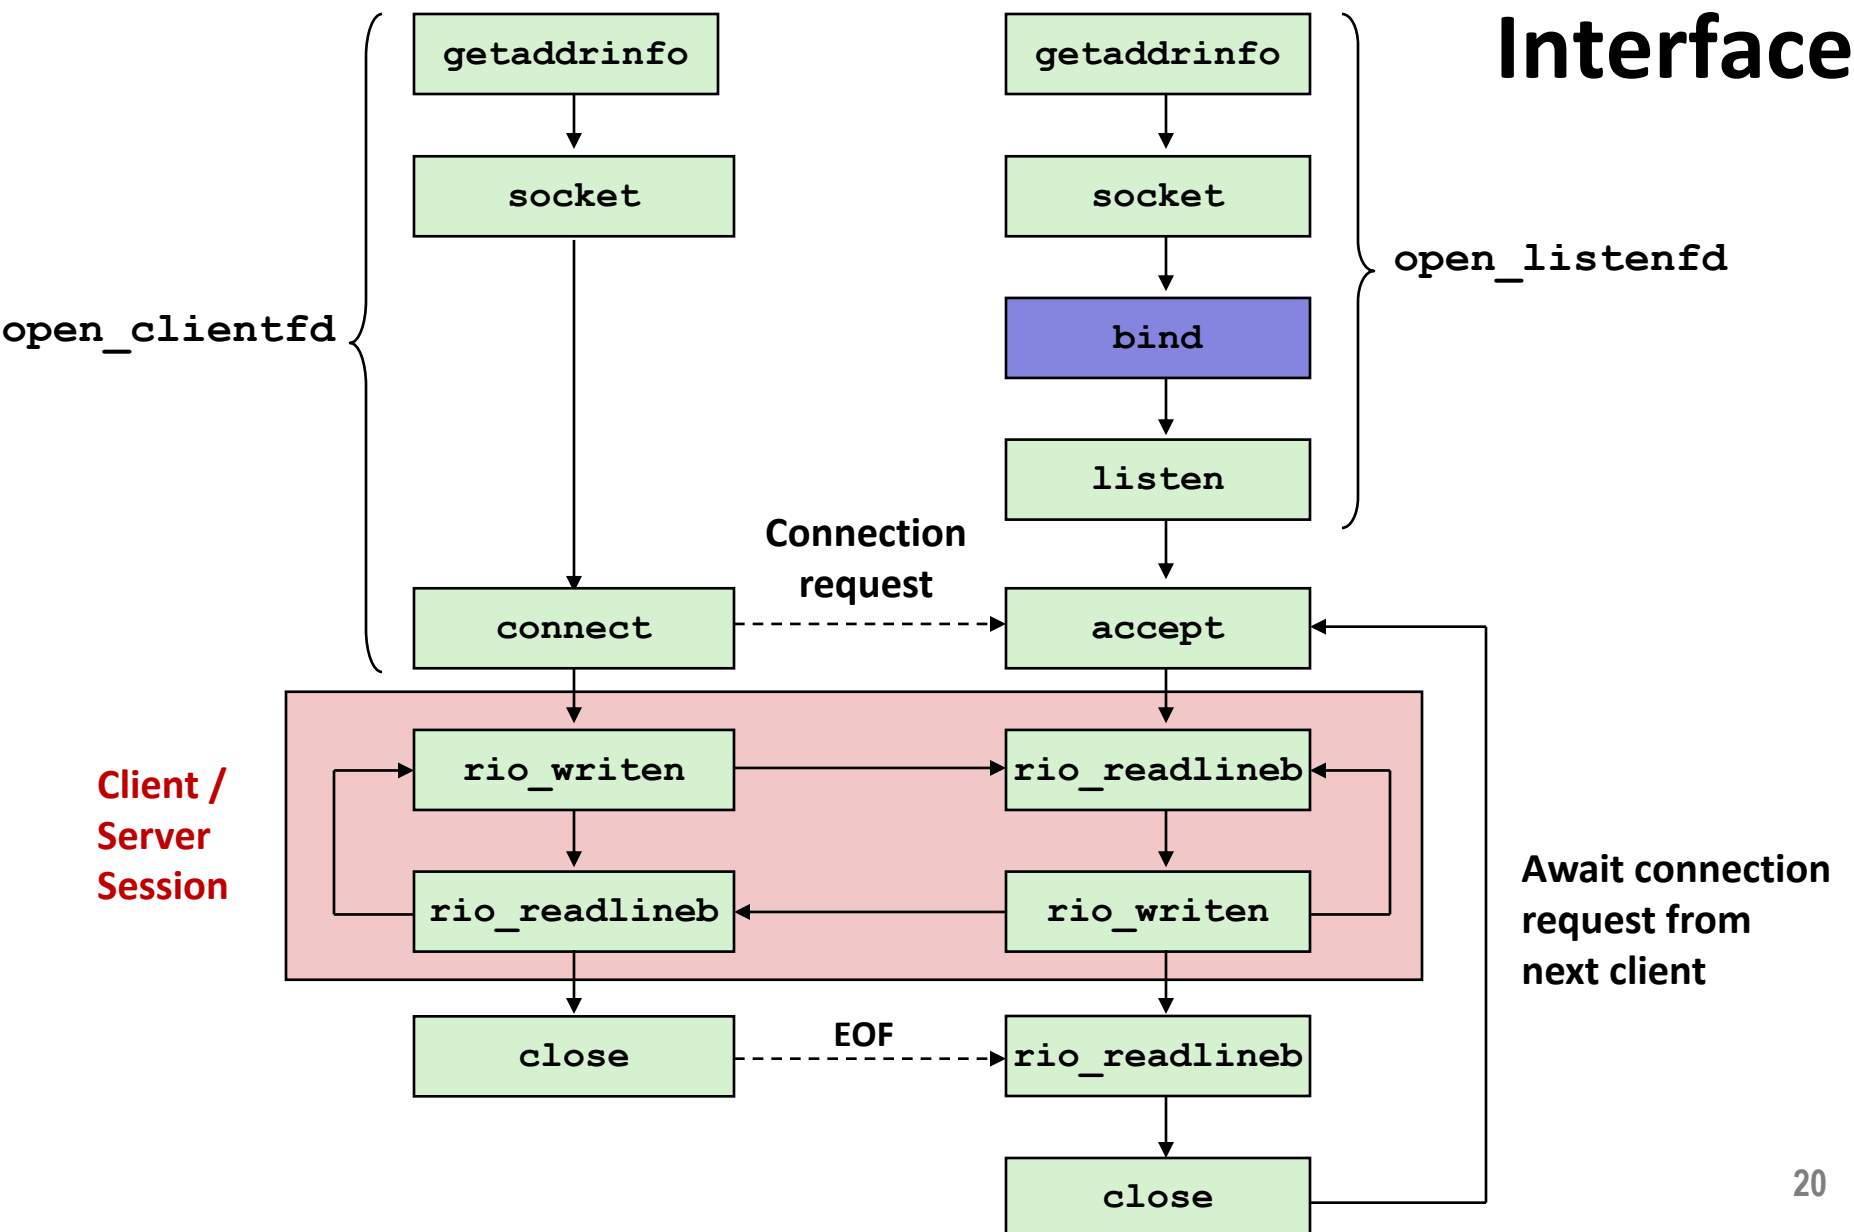 Interface
getaddrinfo
getaddrinfo
socket
socket
open_listenfd
open_clientfd
bind
listen
Connection
request
connect
accept
Client /
Server
Session
rio_writen
rio_readlineb
rio_readlineb
rio_writen
Await connection
request from
next client
close
EOF
rio_readlineb
close
20